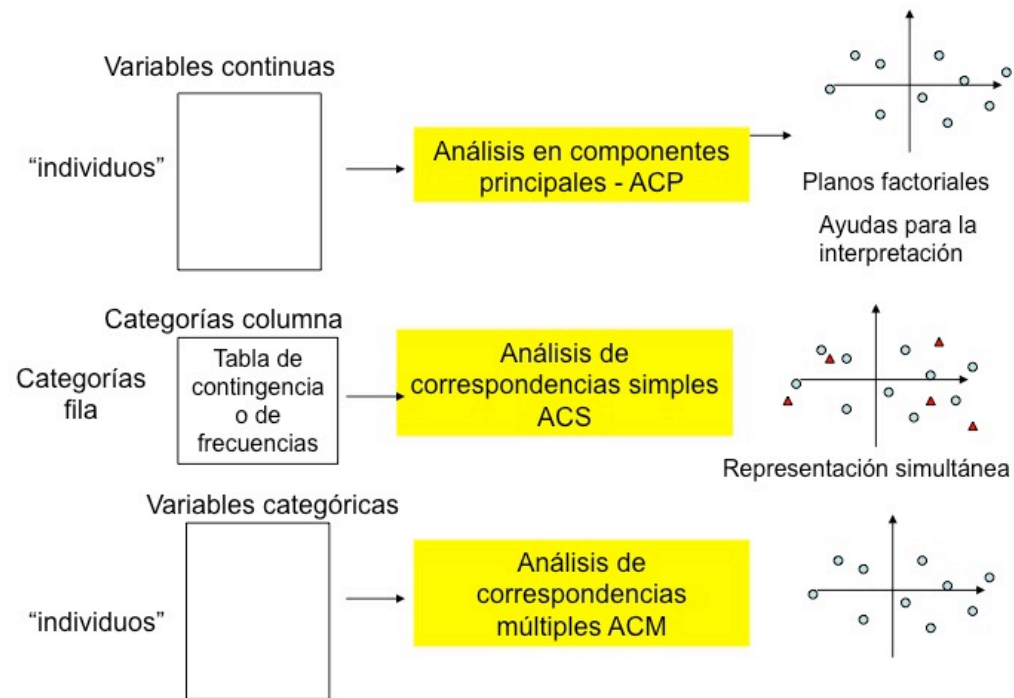 Variables continuas
“individuos”
Análisis en componentes
principales - ACP
Planos factoriales
Ayudas para la
interpretación
Categorías columna
Categorías
fila
Tabla de
contingencia
o de
frecuencias
Análisis de
correspondencias simples
ACS
Representación simultánea
Variables categóricas
“individuos”
Análisis de
correspondencias
múltiples ACM